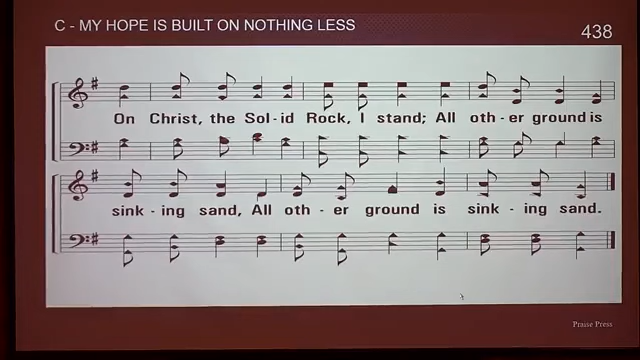 C - MY HOPE IS BUILT ON NOTHING LESS
438
On Christ, the Sol - id Rock, I stand; All oth - er ground is
sink - ing sand, All oth - er ground is sink - ing sand.
Praise Press